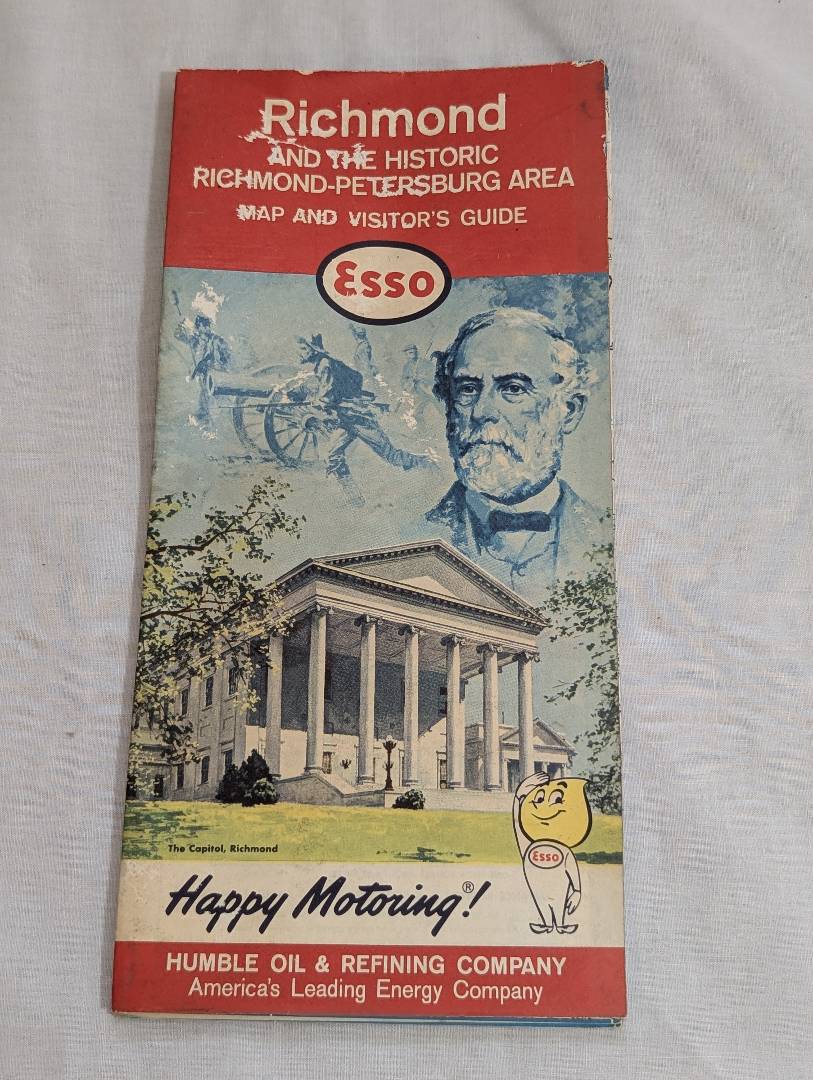 Richmond
AND THE HISTORIC
RICHMOND-PETERSBURG AREA
MAP AND VISITOR'S GUIDE
Esso
The Capitol, Richmond
Esso
Happy Motoring!®
HUMBLE OIL & REFINING COMPANY
America's Leading Energy Company